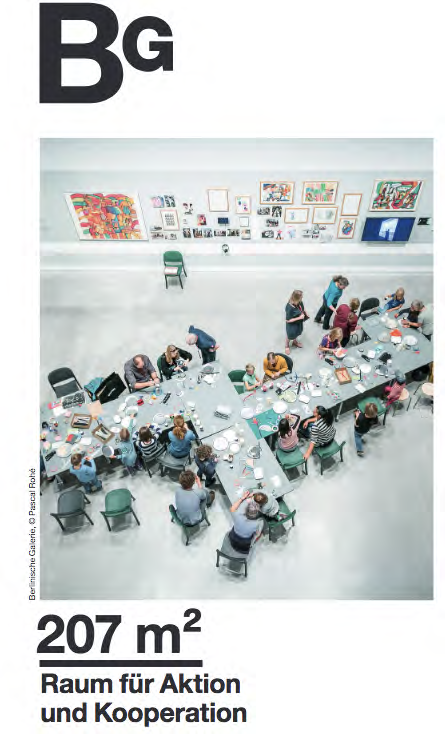 BG
Berlinische Galerie, © Pascal Rohé
207 m²
Raum für Aktion
und Kooperation